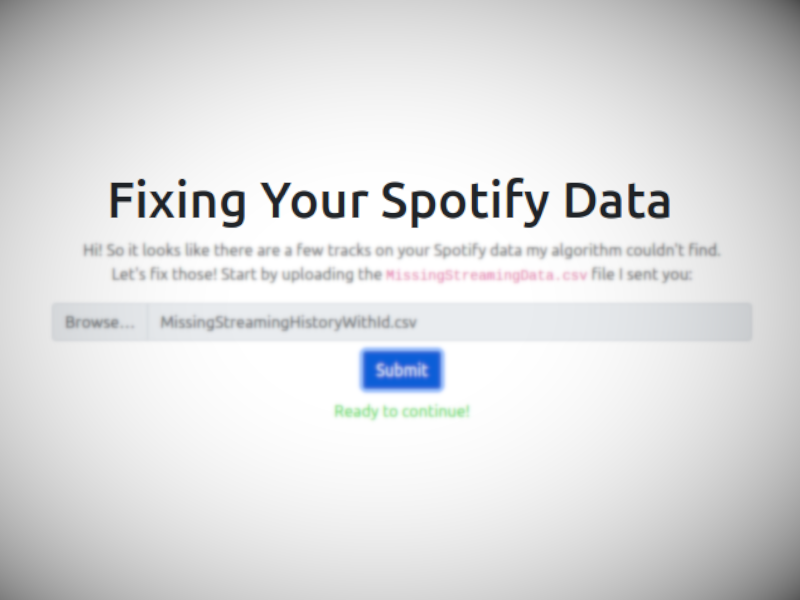 Fixing Your Spotify Data
Hi! So it looks like there are a few tracks on your Spotify data my algorithm couldn't find.
Let's fix those! Start by uploading the MissingStreamingData.csv file I sent you:
Browse... MissingStreamingHistoryWithId.csv
Submit
Ready to continue!